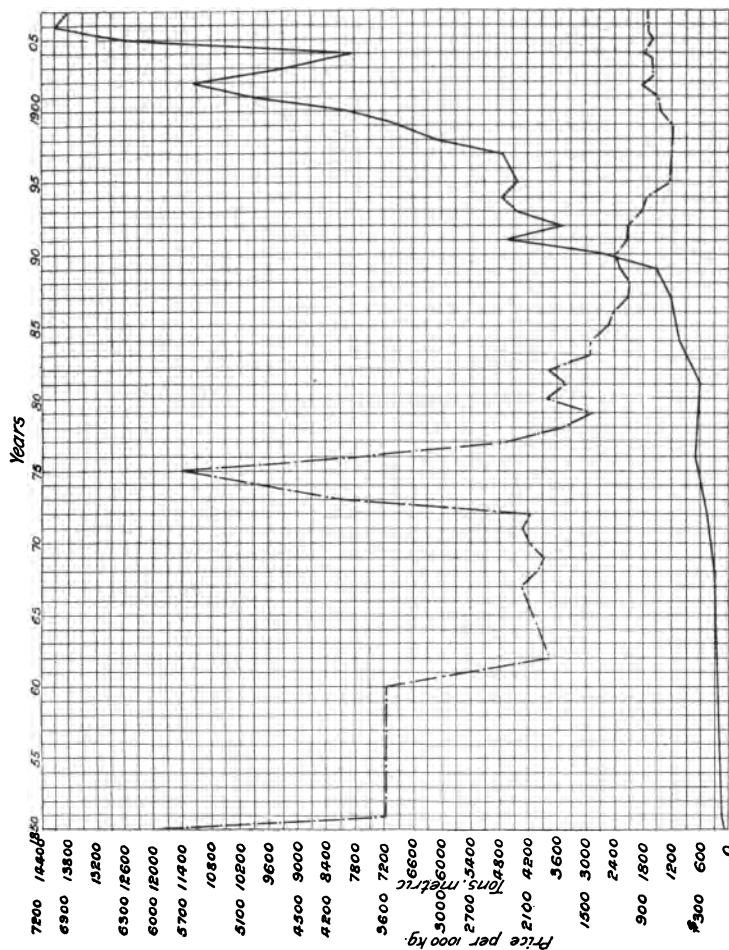 Years
1850 55 60 65 70 75 80 85 90 95 1900 05
14400 13800 13200 12600 12000 11400 10800 10200 9600 9000 8400 7800 7200 6600 6000 5400 4800 4200 3600 3000 2400 1800 1200 600 0
Tons. metric
7200 6900 6300 6000 5700 5100 4500 4200 3600 3000 2700 2100 1500 900 $300
Price per 1000 kg.